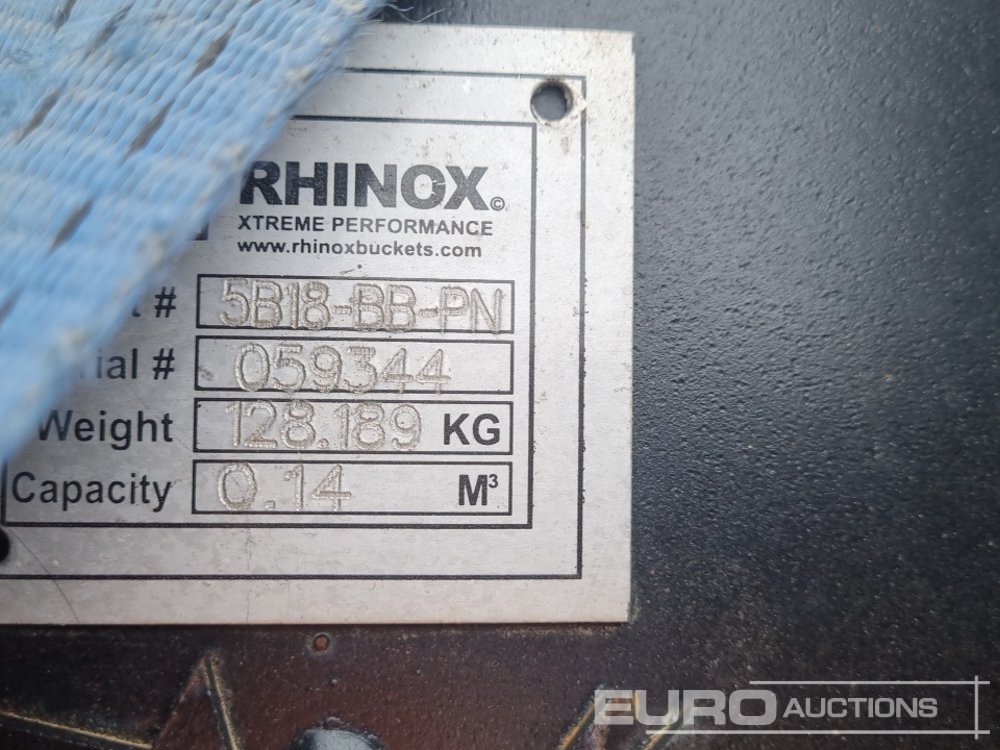 RHINOX©
XTREME PERFORMANCE
www.rhinoxbuckets.com
# 5B18-BB-PN
# 059344
Weight 128.189 KG
Capacity 0.14 M³
EURO AUCTIONS